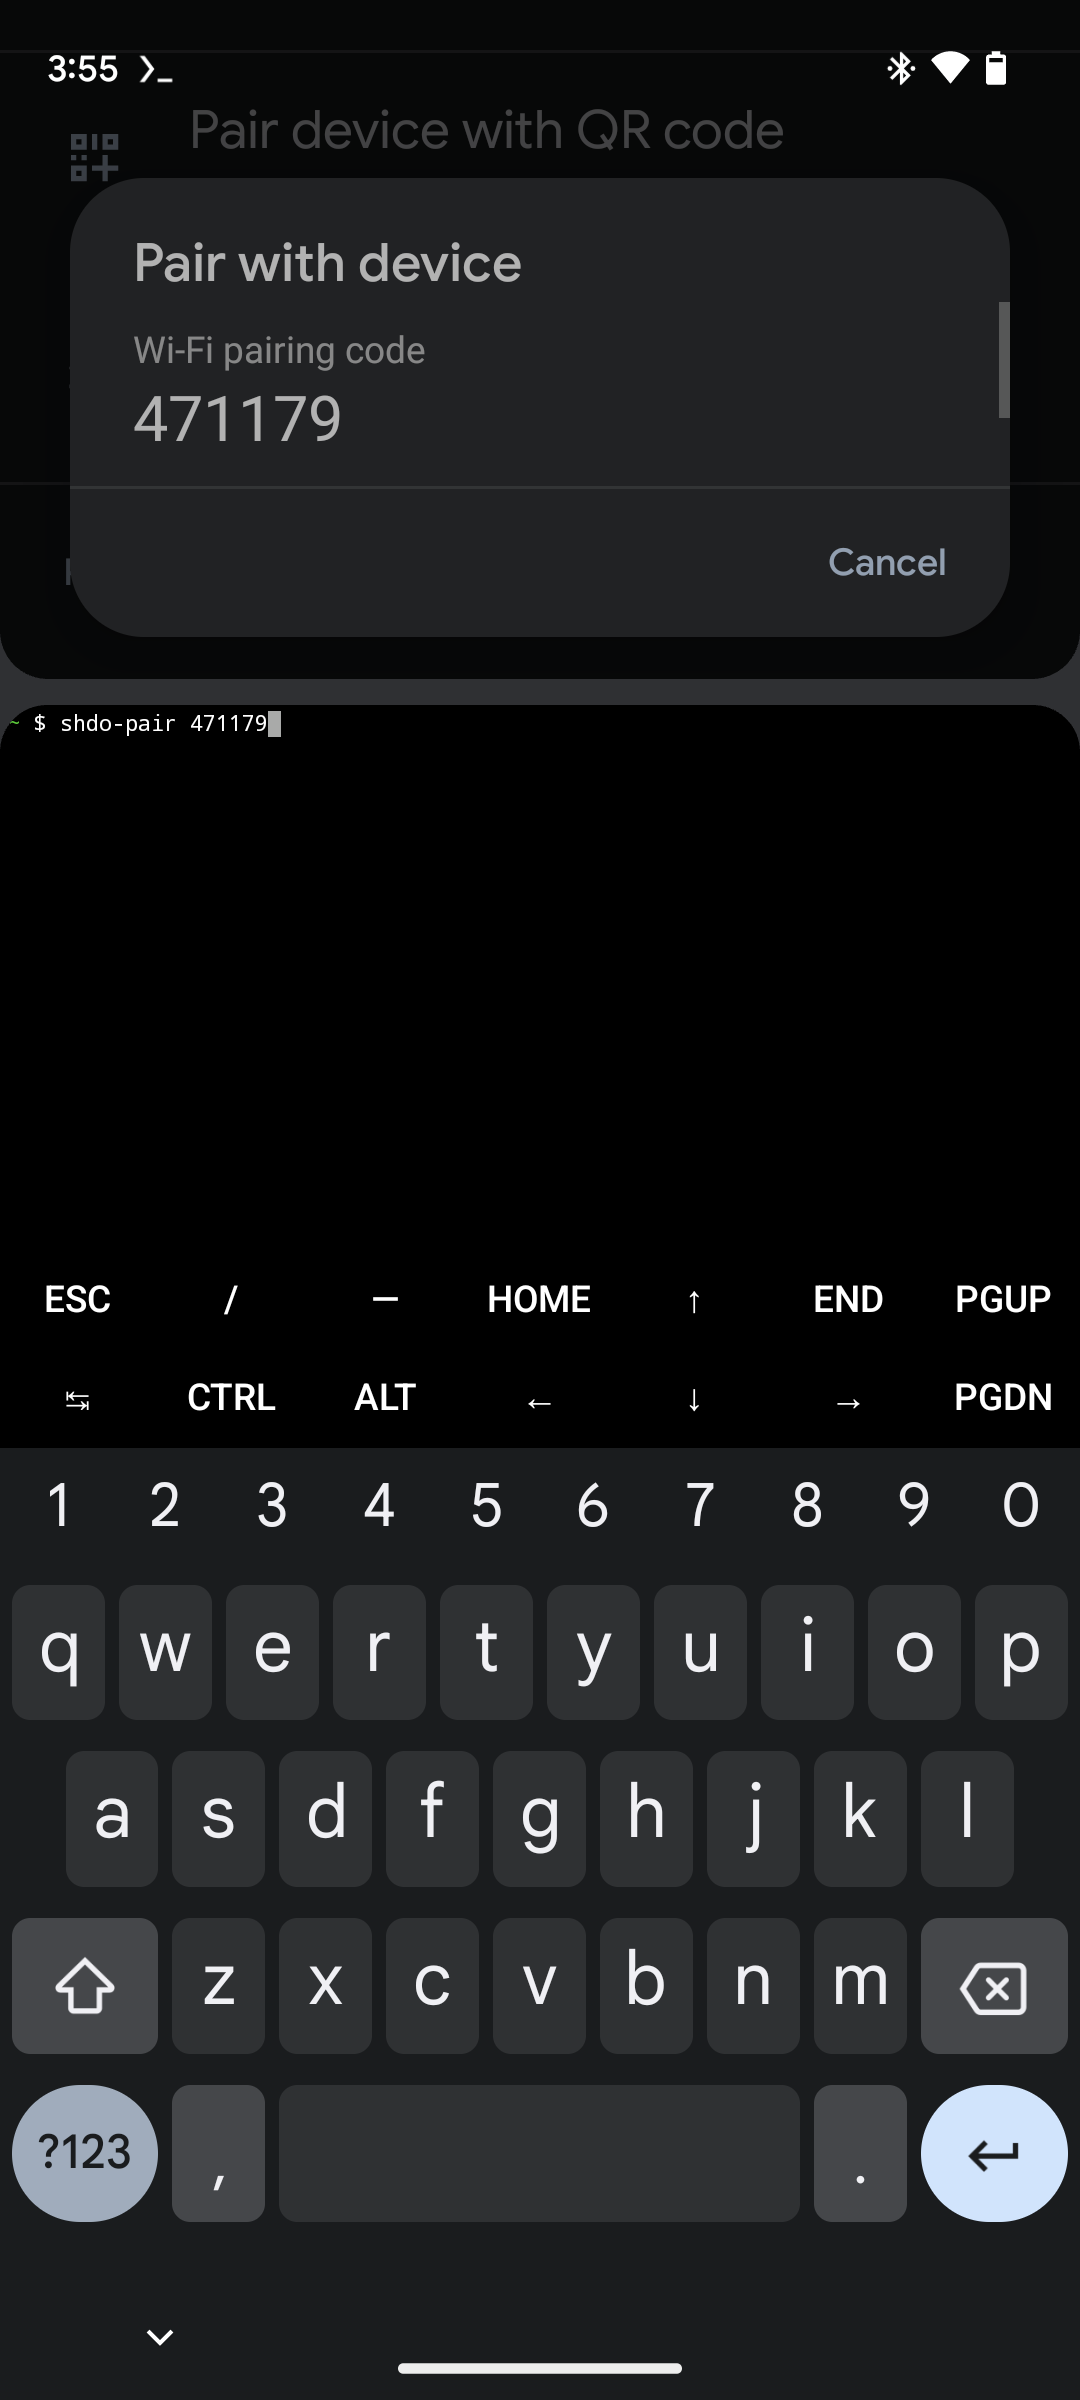 3:55
Pair device with QR code
Pair with device
Wi-Fi pairing code
471179
Cancel
~ $ shdo-pair 471179
ESC / — HOME ↑ END PGUP
↹ CTRL ALT ← ↓ → PGDN
1 2 3 4 5 6 7 8 9 0
q w e r t y u i o p
a s d f g h j k l
z x c v b n m
?123 , .